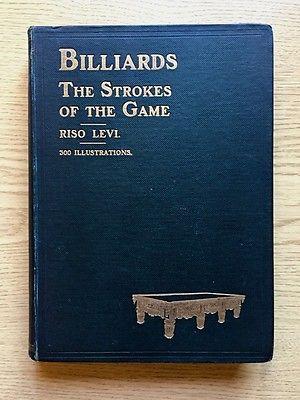 BILLIARDS
THE STROKES
OF THE GAME
RISO LEVI.
300 ILLUSTRATIONS.